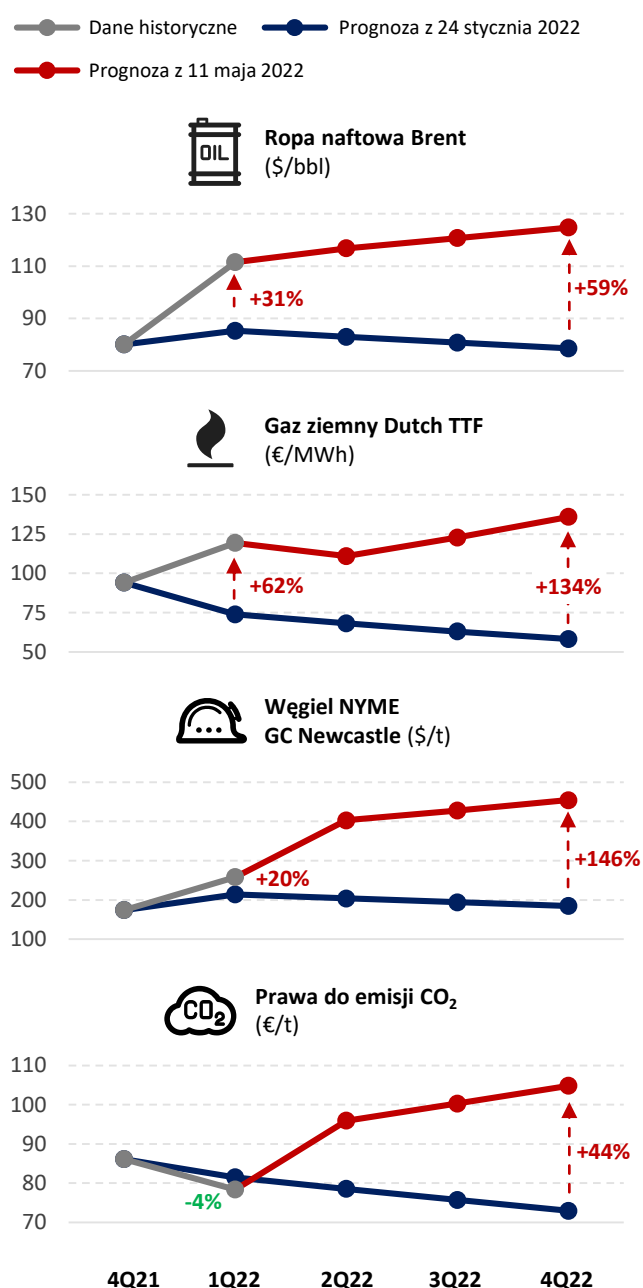 Dane historyczne
Prognoza z 24 stycznia 2022
Prognoza z 11 maja 2022
OIL
Ropa naftowa Brent
($/bbl)
130
110
90
70
+31%
+59%
Gaz ziemny Dutch TTF
(€/MWh)
150
125
100
75
50
+62%
+134%
Węgiel NYME
GC Newcastle ($/t)
500
400
300
200
100
+20%
+146%
CO₂
Prawa do emisji CO₂
(€/t)
110
100
90
80
70
-4%
+44%
4Q21 1Q22 2Q22 3Q22 4Q22